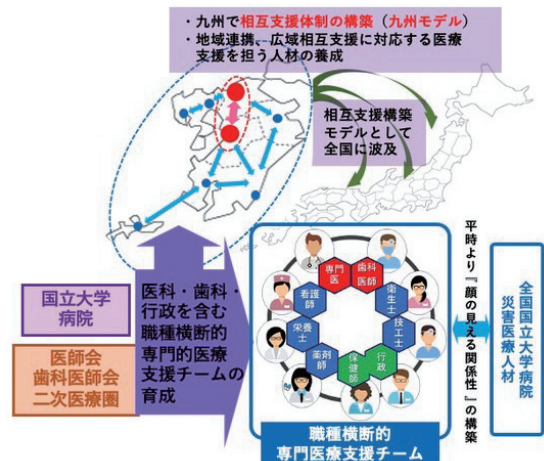 ・九州で相互支援体制の構築（九州モデル）
・地域連携、広域相互支援に対応する医療
支援を担う人材の養成
相互支援構築
モデルとして
全国に波及
国立大学
病院
医師会
歯科医師会
二次医療圏
医科・歯科・
行政を含む
職種横断的
専門的医療
支援チームの
育成
専門医
歯科
医師
衛生士
技工士
行政
保健師
薬剤師
栄養士
看護師
職種横断的
専門医療支援チーム
平時より『顔の見える関係性』の構築
全国国立大学病院
災害医療人材